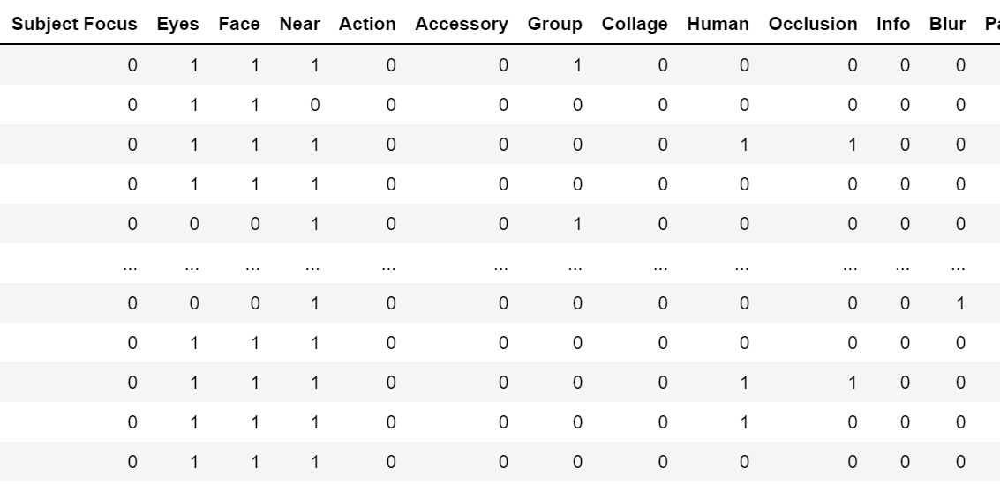 Subject Focus Eyes Face Near Action Accessory Group Collage Human Occlusion Info Blur
0 1 1 1 0 0 1 0 0 0 0 0
0 1 1 0 0 0 0 0 0 0 0 0
0 1 1 1 0 0 0 0 1 1 0 0
0 1 1 1 0 0 0 0 0 0 0 0
0 0 0 1 0 0 1 0 0 0 0 0
... ... ... ... ... ... ... ... ... ... ... ...
0 0 0 1 0 0 0 0 0 0 0 1
0 1 1 1 0 0 0 0 0 0 0 0
0 1 1 1 0 0 0 0 1 1 0 0
0 1 1 1 0 0 0 0 1 0 0 0
0 1 1 1 0 0 0 0 0 0 0 0